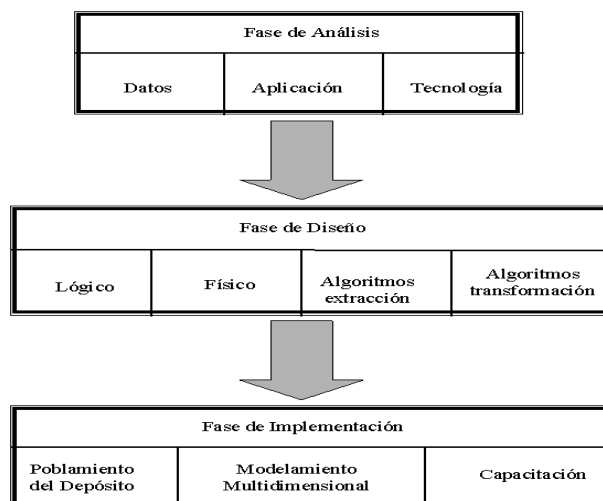 Fase de Análisis
Datos
Aplicación
Tecnología
Fase de Diseño
Lógico
Físico
Algoritmos
extracción
Algoritmos
transformación
Fase de Implementación
Poblamiento
del Depósito
Modelamiento
Multidimensional
Capacitación